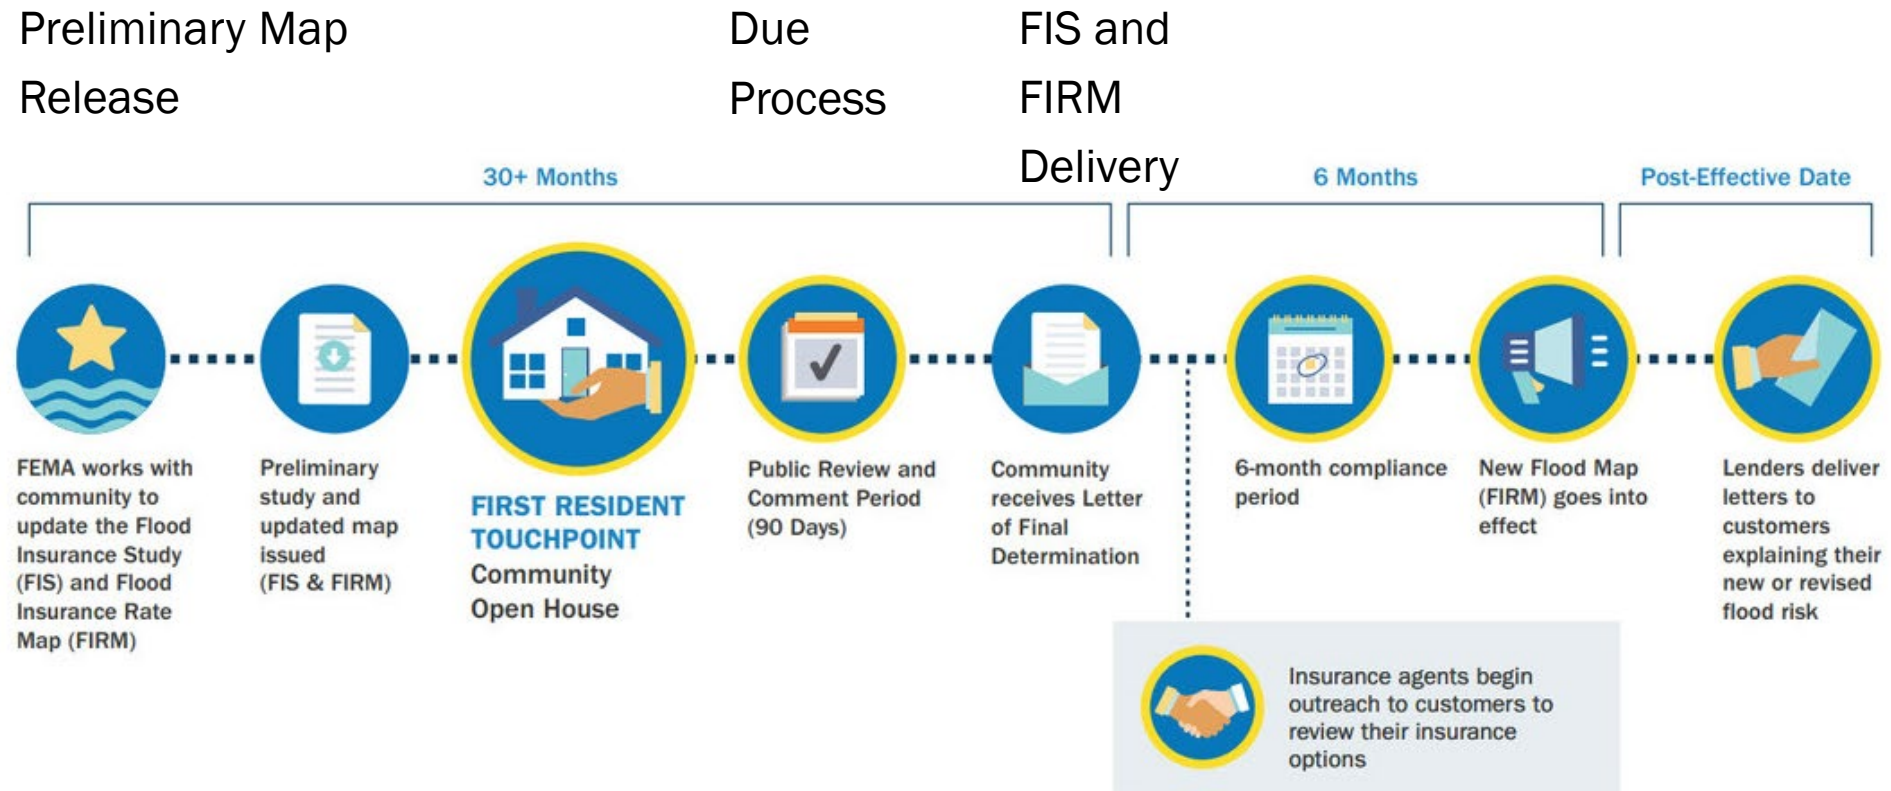 Preliminary Map
Release
Due
Process
FIS and
FIRM
Delivery
30+ Months
6 Months
Post-Effective Date
FEMA works with
community to
update the Flood
Insurance Study
(FIS) and Flood
Insurance Rate
Map (FIRM)
Preliminary
study and
updated map
issued
(FIS & FIRM)
FIRST RESIDENT
TOUCHPOINT
Community
Open House
Public Review and
Comment Period
(90 Days)
Community
receives Letter
of Final
Determination
6-month compliance
period
New Flood Map
(FIRM) goes into
effect
Lenders deliver
letters to
customers
explaining their
new or revised
flood risk
Insurance agents begin
outreach to customers to
review their insurance
options